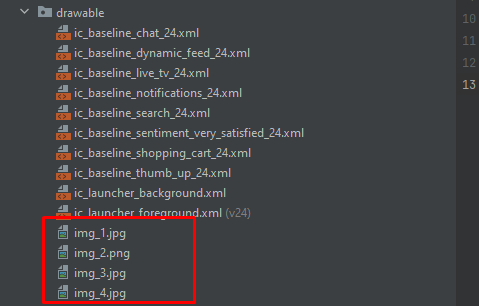 drawable
ic_baseline_chat_24.xml
ic_baseline_dynamic_feed_24.xml
ic_baseline_live_tv_24.xml
ic_baseline_notifications_24.xml
ic_baseline_search_24.xml
ic_baseline_sentiment_very_satisfied_24.xml
ic_baseline_shopping_cart_24.xml
ic_baseline_thumb_up_24.xml
ic_launcher_background.xml
ic_launcher_foreground.xml (v24)
img_1.jpg
img_2.png
img_3.jpg
img_4.jpg
10
11
12
13